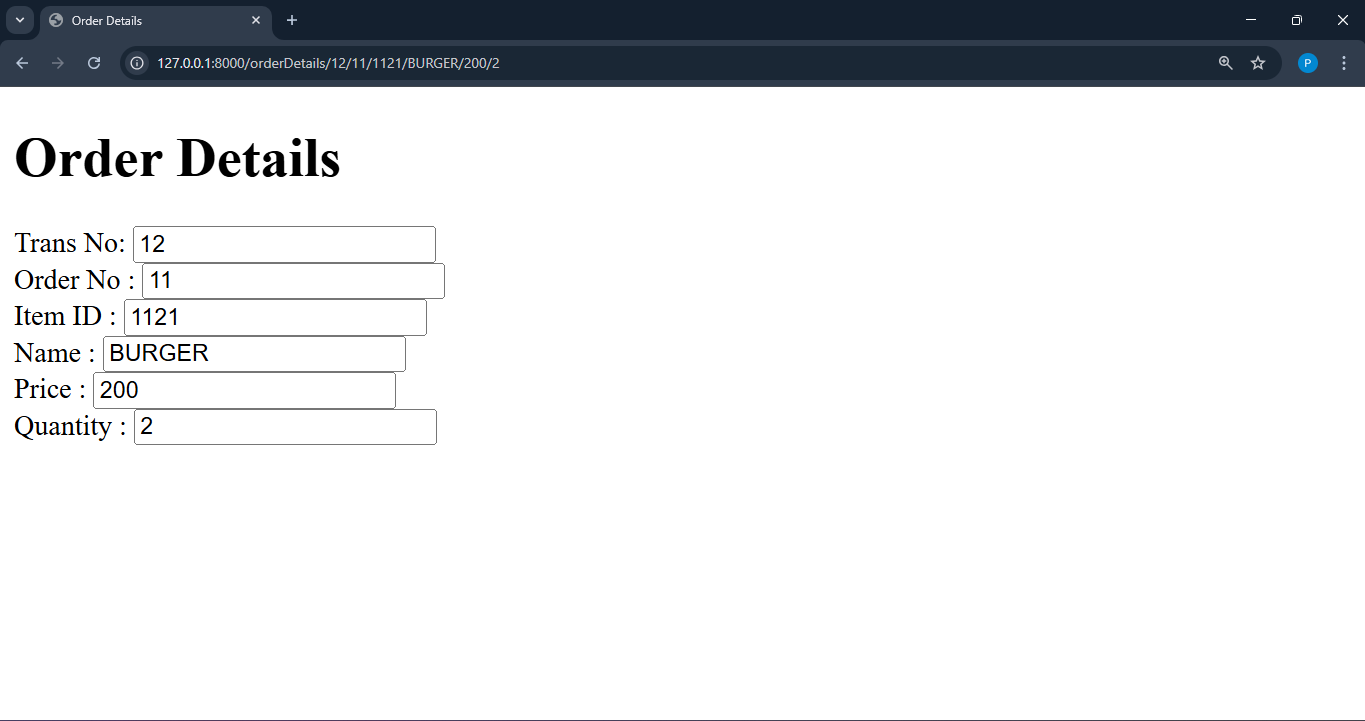 Order Details
127.0.0.1:8000/orderDetails/12/11/1121/BURGER/200/2
P
Order Details
Trans No: 12
Order No : 11
Item ID : 1121
Name : BURGER
Price : 200
Quantity : 2